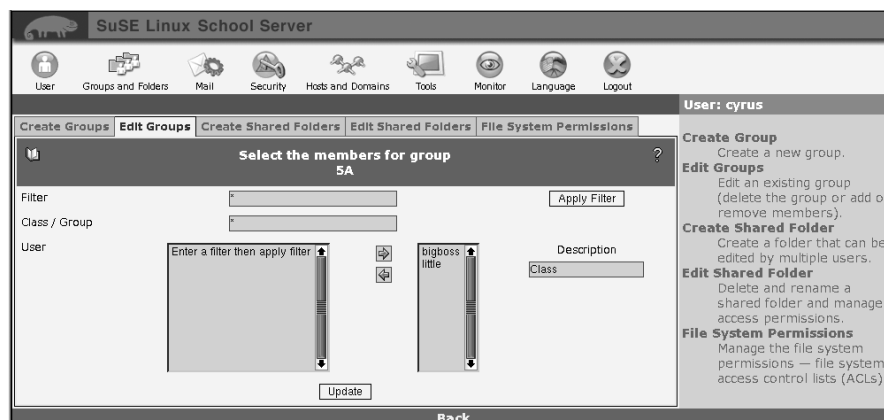 SuSE Linux School Server
User Groups and Folders Mail Security Hosts and Domains Tools Monitor Language Logout
User: cyrus
Create Groups Edit Groups Create Shared Folders Edit Shared Folders File System Permissions
Select the members for group
5A
?
Filter * Apply Filter
Class / Group *
User Enter a filter then apply filter bigboss Description
little Class
Update
Back
Create Group
Create a new group.
Edit Groups
Edit an existing group
(delete the group or add o
remove members).
Create Shared Folder
Create a folder that can be
edited by multiple users.
Edit Shared Folder
Delete and rename a
shared folder and manage
access permissions.
File System Permissions
Manage the file system
permissions — file system
access control lists (ACLs)